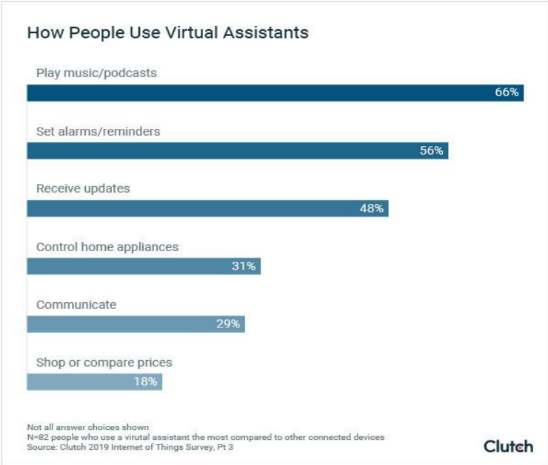 How People Use Virtual Assistants
Play music/podcasts
66%
Set alarms/reminders
56%
Receive updates
48%
Control home appliances
31%
Communicate
29%
Shop or compare prices
18%
Not all answer choices shown
N=82 people who use a virutal assistant the most compared to other connected devices
Source: Clutch 2019 Internet of Things Survey, Pt 3
Clutch